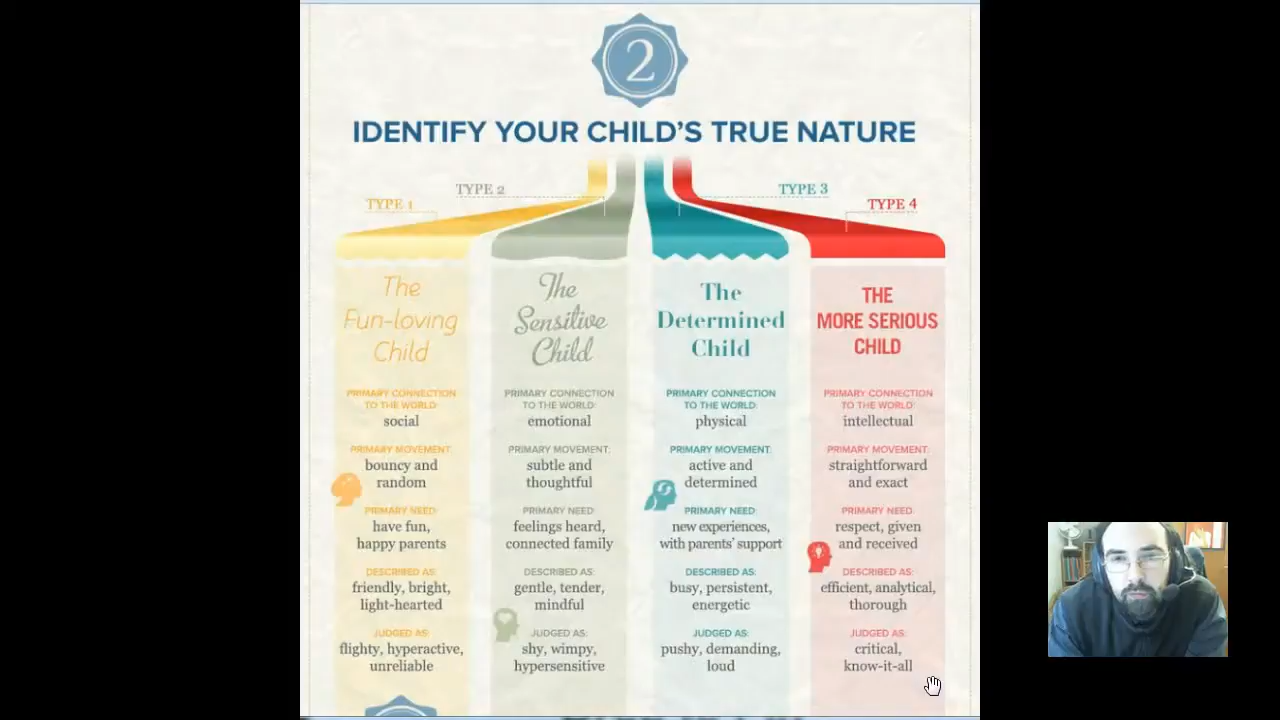 2
IDENTIFY YOUR CHILD'S TRUE NATURE
TYPE 1
TYPE 2
TYPE 3
TYPE 4
The
Fun-loving
Child
PRIMARY CONNECTION
TO THE WORLD:
social
PRIMARY MOVEMENT:
bouncy and
random
PRIMARY NEED:
have fun,
happy parents
DESCRIBED AS:
friendly, bright,
light-hearted
JUDGED AS:
flighty, hyperactive,
unreliable
The
Sensitive
Child
PRIMARY CONNECTION
TO THE WORLD:
emotional
PRIMARY MOVEMENT:
subtle and
thoughtful
PRIMARY NEED:
feelings heard,
connected family
DESCRIBED AS:
gentle, tender,
mindful
JUDGED AS:
shy, wimpy,
hypersensitive
The
Determined
Child
PRIMARY CONNECTION
TO THE WORLD:
physical
PRIMARY MOVEMENT:
active and
determined
PRIMARY NEED:
new experiences,
with parents' support
DESCRIBED AS:
busy, persistent,
energetic
JUDGED AS:
pushy, demanding,
loud
THE
MORE SERIOUS
CHILD
PRIMARY CONNECTION
TO THE WORLD:
intellectual
PRIMARY MOVEMENT:
straightforward
and exact
PRIMARY NEED:
respect, given
and received
DESCRIBED AS:
efficient, analytical,
thorough
JUDGED AS:
critical,
know-it-all